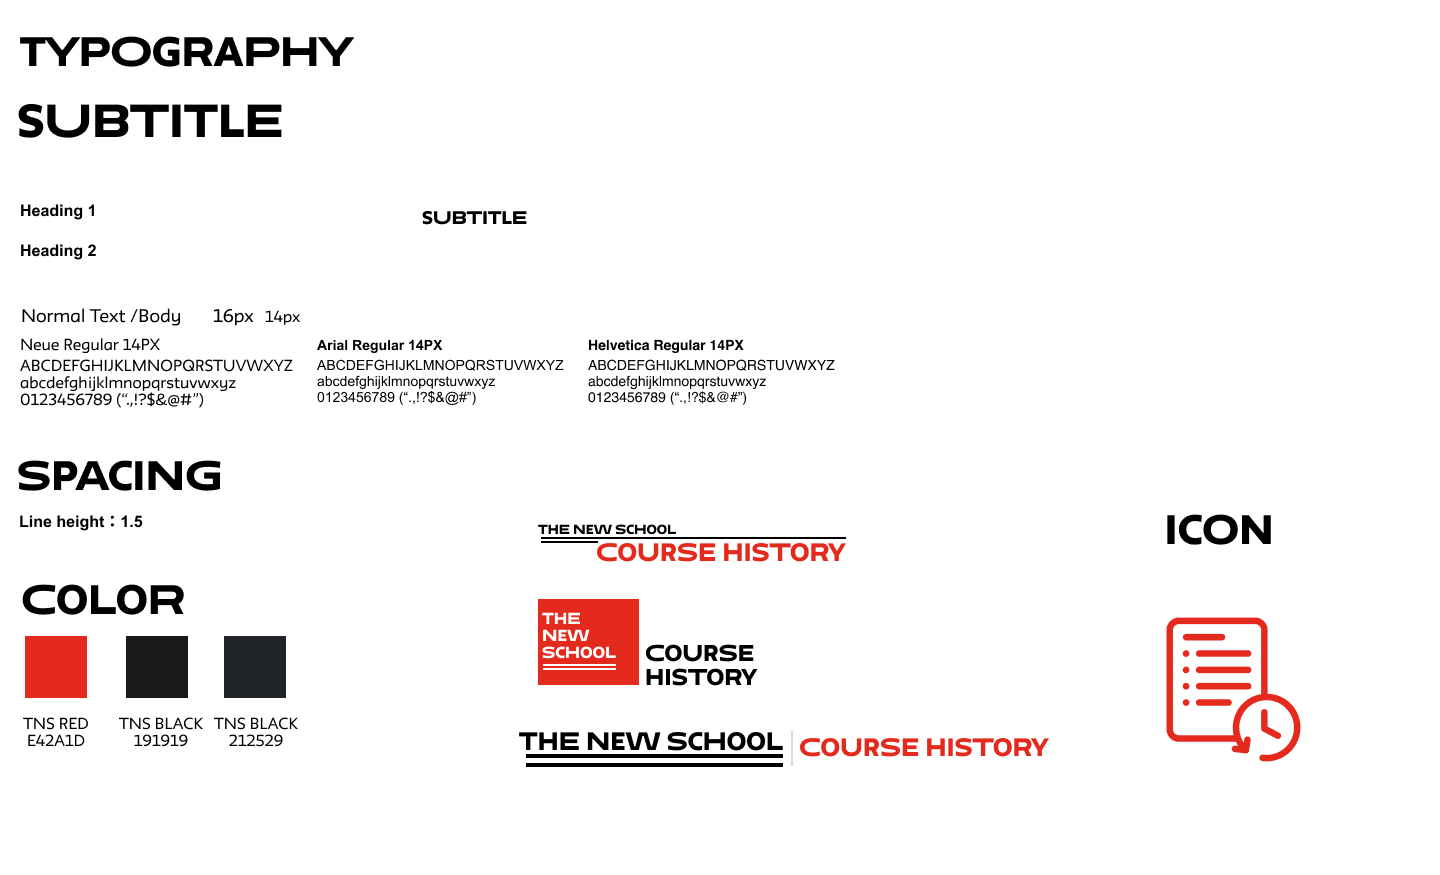 TYPOGRAPHY
SUBTITLE
Heading 1
SUBTITLE
Heading 2
Normal Text /Body 16px 14px
Neue Regular 14PX
ABCDEFGHIJKLMNOPQRSTUVWXYZ
abcdefghijklmnopqrstuvwxyz
0123456789 (“.,!?$&@#”)
Arial Regular 14PX
ABCDEFGHIJKLMNOPQRSTUVWXYZ
abcdefghijklmnopqrstuvwxyz
0123456789 (“.,!?$&@#”)
Helvetica Regular 14PX
ABCDEFGHIJKLMNOPQRSTUVWXYZ
abcdefghijklmnopqrstuvwxyz
0123456789 (“.,!?$&@#”)
SPACING
Line height：1.5
COLOR
TNS RED
E42A1D
TNS BLACK
191919
TNS BLACK
212529
THE NEW SCHOOL
COURSE HISTORY
THE
NEW
SCHOOL
COURSE
HISTORY
THE NEW SCHOOL
COURSE HISTORY
ICON